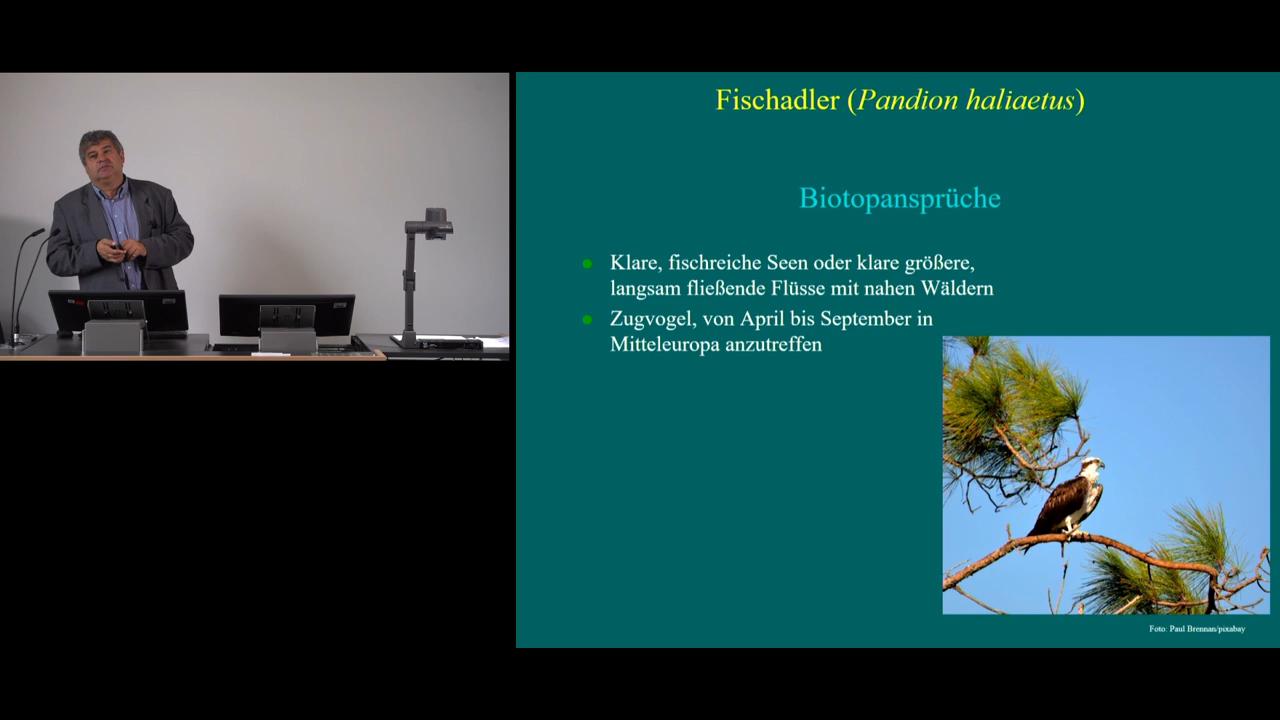 Fischadler (Pandion haliaetus)
Biotopansprüche
Klare, fischreiche Seen oder klare größere,
langsam fließende Flüsse mit nahen Wäldern
Zugvogel, von April bis September in
Mitteleuropa anzutreffen
Foto: Paul Brennan/pixabay